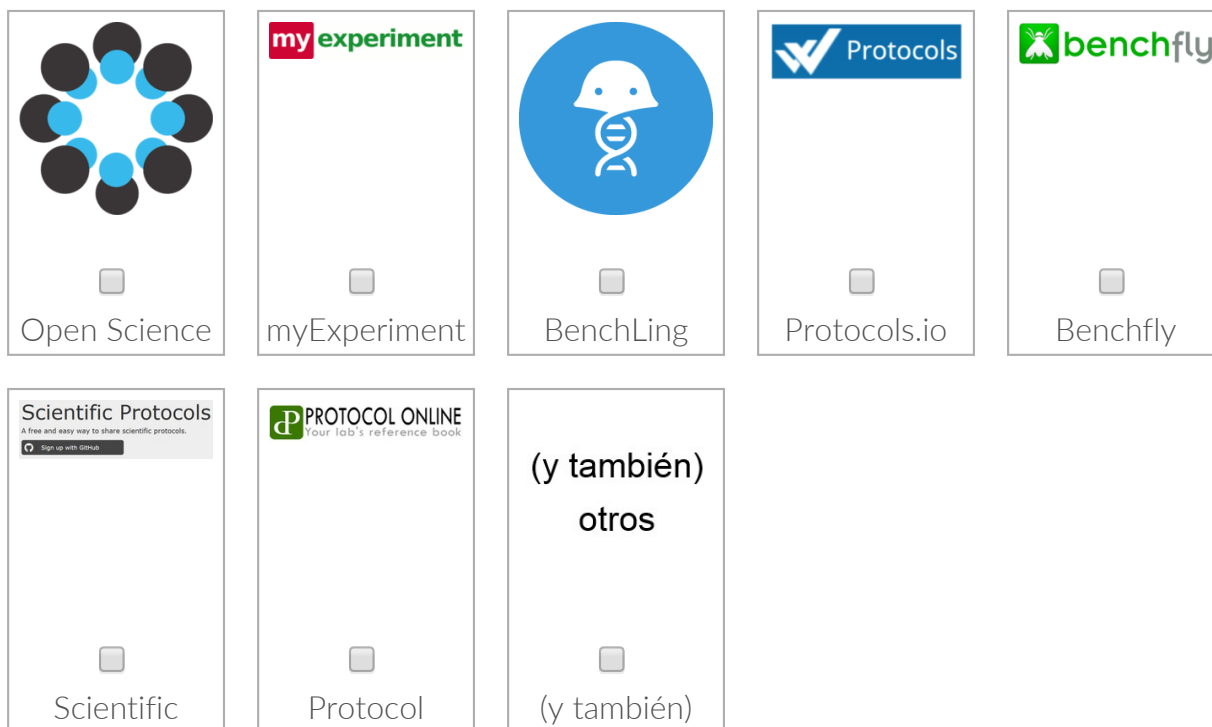 my experiment
Protocols
benchfly
Open Science
myExperiment
BenchLing
Protocols.io
Benchfly
Scientific Protocols
A free and easy way to share scientific protocols.
Sign up with GitHub
PROTOCOL ONLINE
Your lab's reference book
(y también)
otros
Scientific
Protocol
(y también)